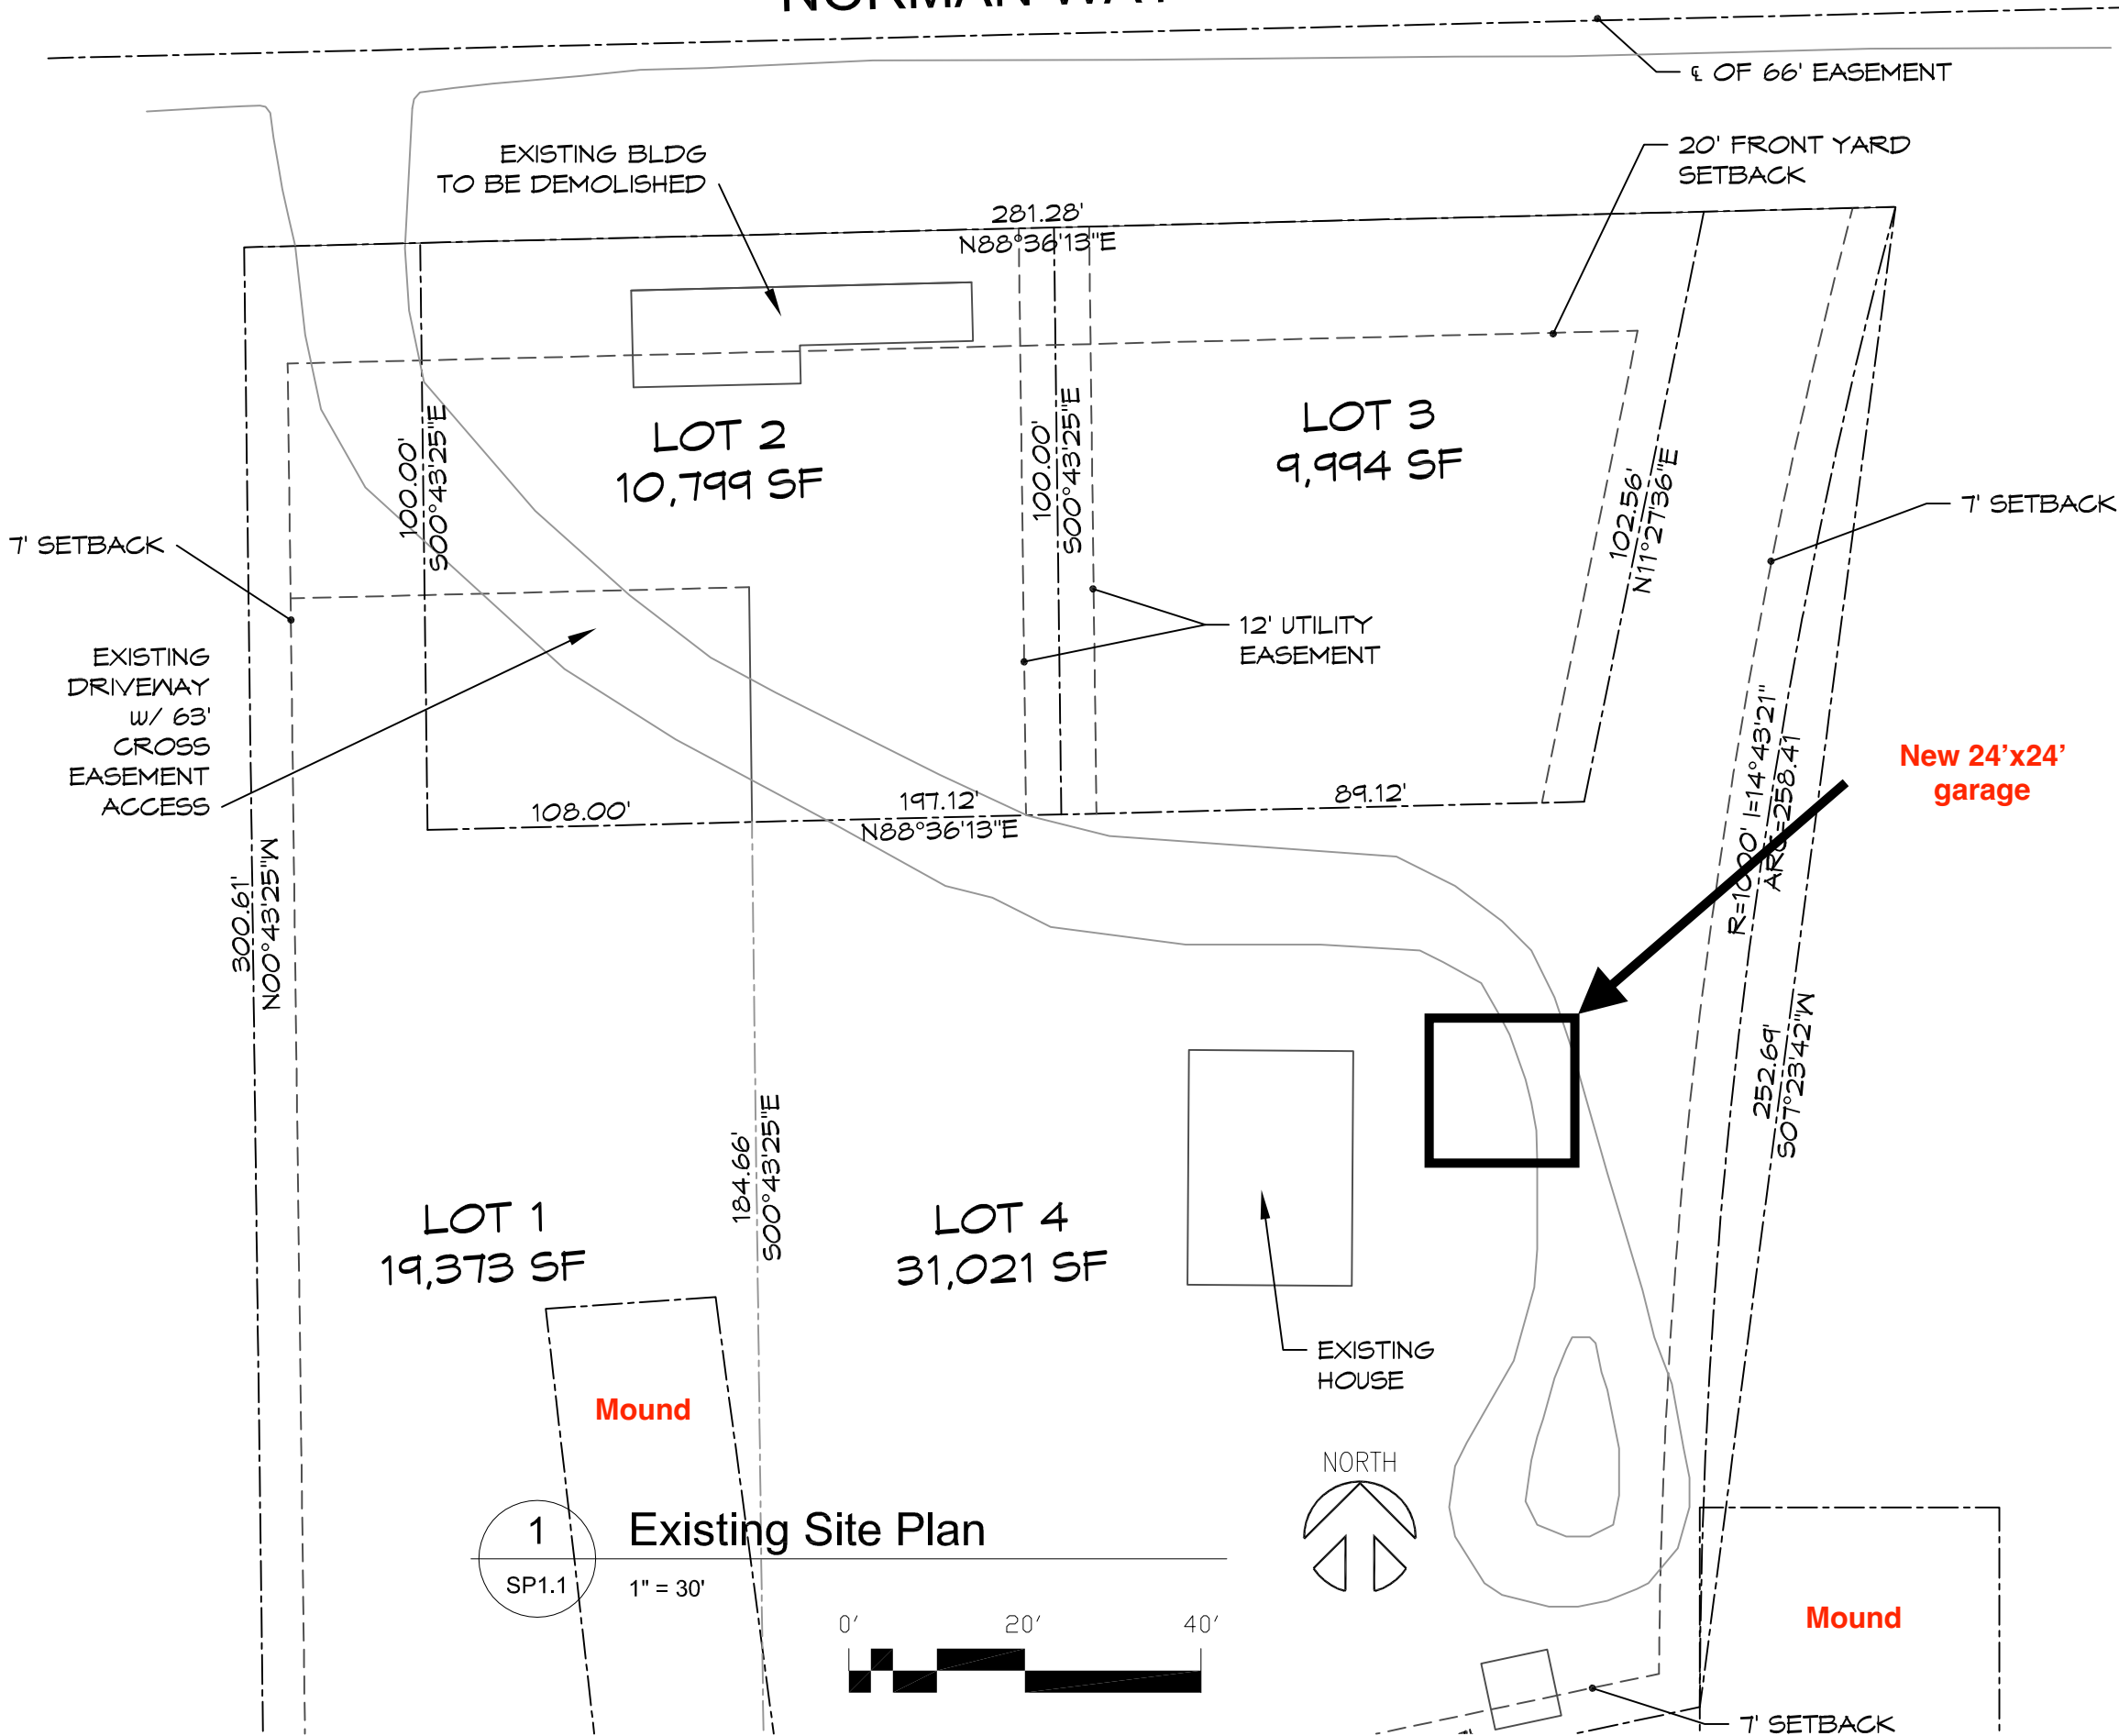 NORMAN WAY
℄ OF 66' EASEMENT
EXISTING BLDG
TO BE DEMOLISHED
20' FRONT YARD
SETBACK
281.28'
N88°36'13"E
LOT 2
10,799 SF
LOT 3
9,994 SF
100.00'
S00°43'25"E
100.00'
S00°43'25"E
102.56'
N11°27'36"E
7' SETBACK
7' SETBACK
12' UTILITY
EASEMENT
EXISTING
DRIVEWAY
w/ 63'
CROSS
EASEMENT
ACCESS
108.00'
197.12'
N88°36'13"E
89.12'
I=14°43'21"
New 24’x24’
garage
300.61'
N00°43'25"W
252.69'
S07°23'42"W
184.66'
S00°43'25"E
LOT 1
19,373 SF
LOT 4
31,021 SF
EXISTING
HOUSE
Mound
NORTH
1
Existing Site Plan
SP1.1
1" = 30'
0'
20'
40'
Mound
7' SETBACK